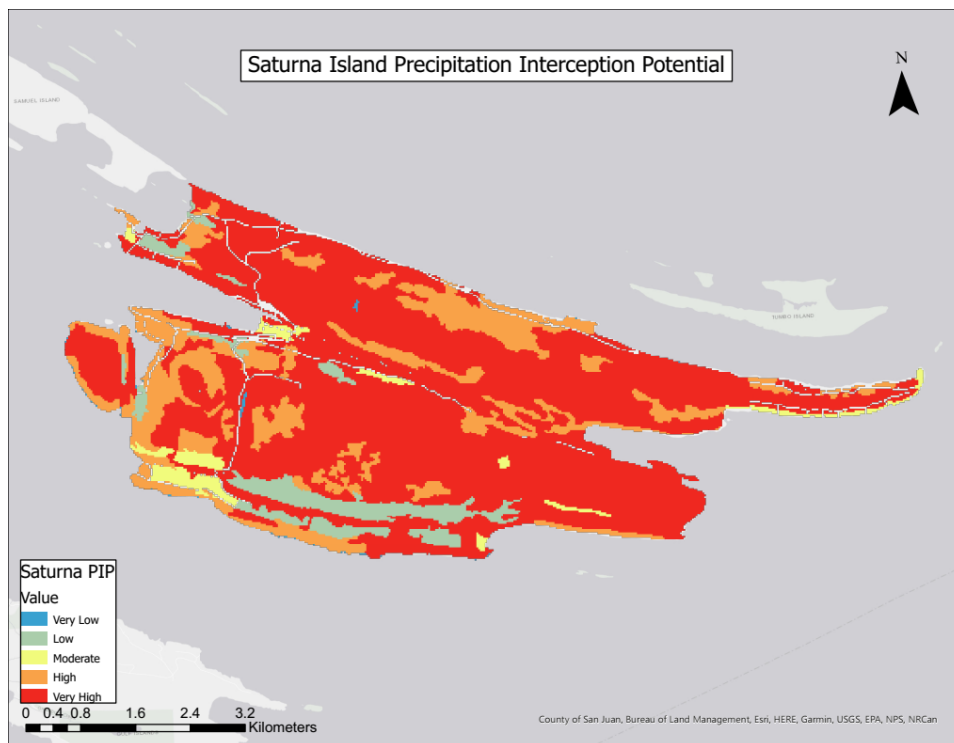 Saturna Island Precipitation Interception Potential
N
SAMUEL ISLAND
TUMBO ISLAND
Saturna PIP
Value
Very Low
Low
Moderate
High
Very High
0 0.4 0.8 1.6 2.4 3.2
Kilometers
County of San Juan, Bureau of Land Management, Esri, HERE, Garmin, USGS, EPA, NPS, NRCan